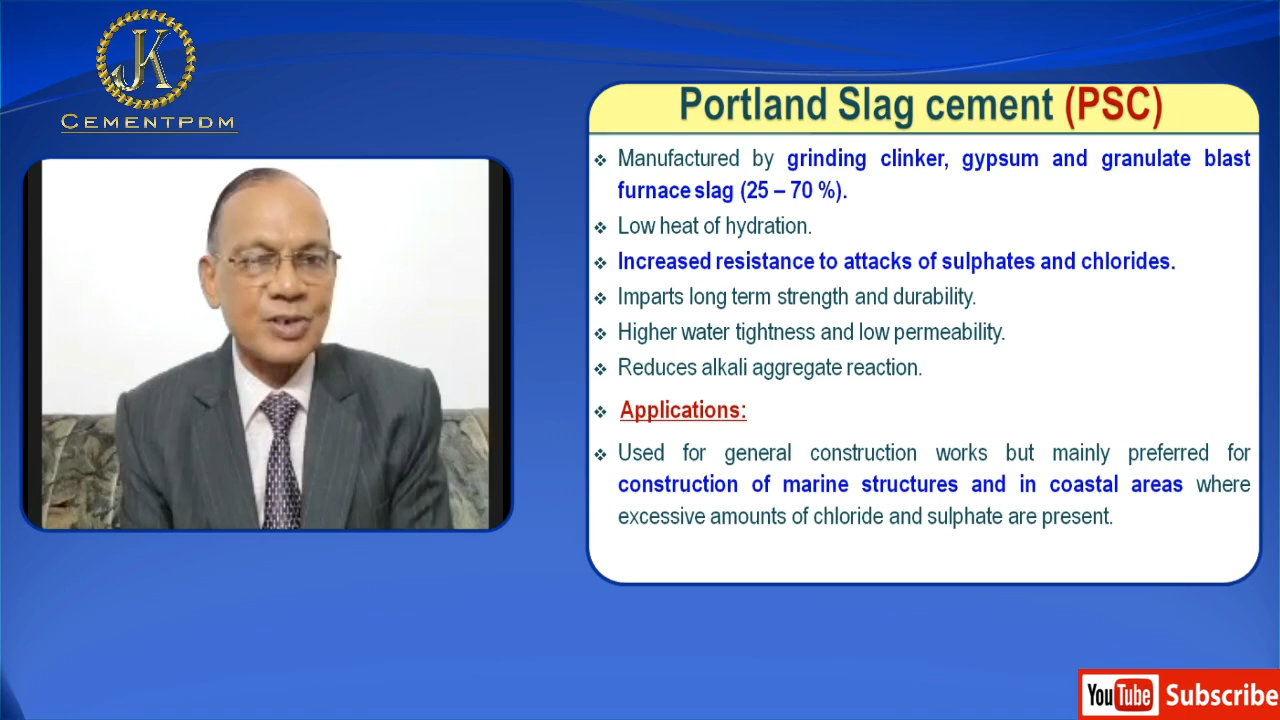 JK
CEMENTPDM
Portland Slag cement (PSC)
❖ Manufactured by grinding clinker, gypsum and granulate blast
furnace slag (25 – 70 %).
❖ Low heat of hydration.
❖ Increased resistance to attacks of sulphates and chlorides.
❖ Imparts long term strength and durability.
❖ Higher water tightness and low permeability.
❖ Reduces alkali aggregate reaction.
❖ Applications:
❖ Used for general construction works but mainly preferred for
construction of marine structures and in coastal areas where
excessive amounts of chloride and sulphate are present.
YouTube Subscribe